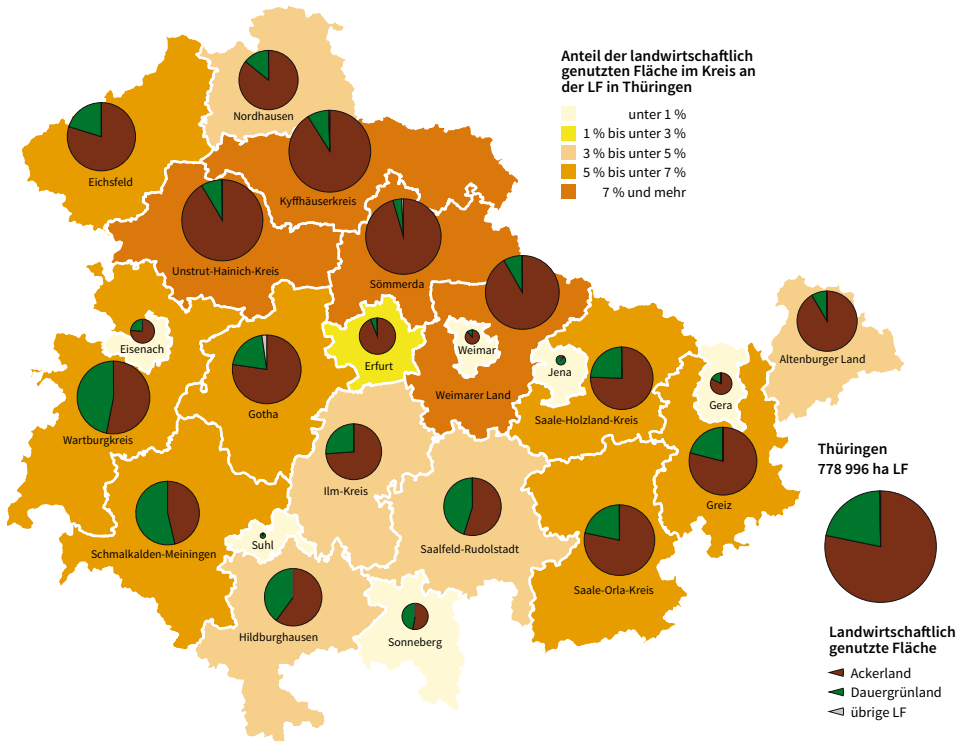 Anteil der landwirtschaftlich
genutzten Fläche im Kreis an
der LF in Thüringen
unter 1 %
1 % bis unter 3 %
3 % bis unter 5 %
5 % bis unter 7 %
7 % und mehr
Nordhausen
Eichsfeld
Kyffhäuserkreis
Unstrut-Hainich-Kreis
Sömmerda
Eisenach
Erfurt
Weimar
Jena
Altenburger Land
Gotha
Weimarer Land
Saale-Holzland-Kreis
Gera
Wartburgkreis
Ilm-Kreis
Greiz
Schmalkalden-Meiningen
Suhl
Saalfeld-Rudolstadt
Saale-Orla-Kreis
Hildburghausen
Sonneberg
Thüringen
778 996 ha LF
Landwirtschaftlich
genutzte Fläche
Ackerland
Dauergrünland
übrige LF